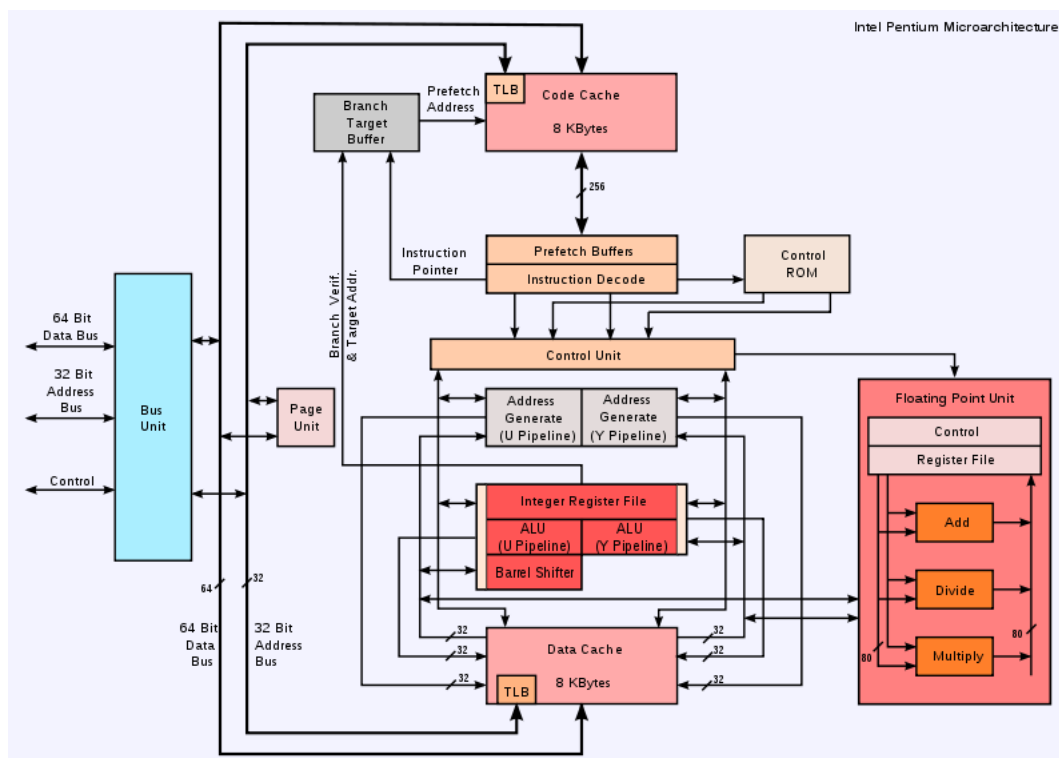 Intel Pentium Microarchitecture
TLB
Code Cache
8 KBytes
Prefetch
Address
Branch
Target
Buffer
256
Prefetch Buffers
Instruction Decode
Instruction
Pointer
Control
ROM
Branch Verif.
& Target Addr.
64 Bit
Data Bus
32 Bit
Address
Bus
Control
Bus
Unit
Page
Unit
Control Unit
Address
Generate
(U Pipeline)
Address
Generate
(Y Pipeline)
Integer Register File
ALU
(U Pipeline)
ALU
(Y Pipeline)
Barrel Shifter
Floating Point Unit
Control
Register File
Add
Divide
Multiply
80
80
64
32
64 Bit
Data
Bus
32 Bit
Address
Bus
32
32
32
Data Cache
8 KBytes
TLB
32
32
32